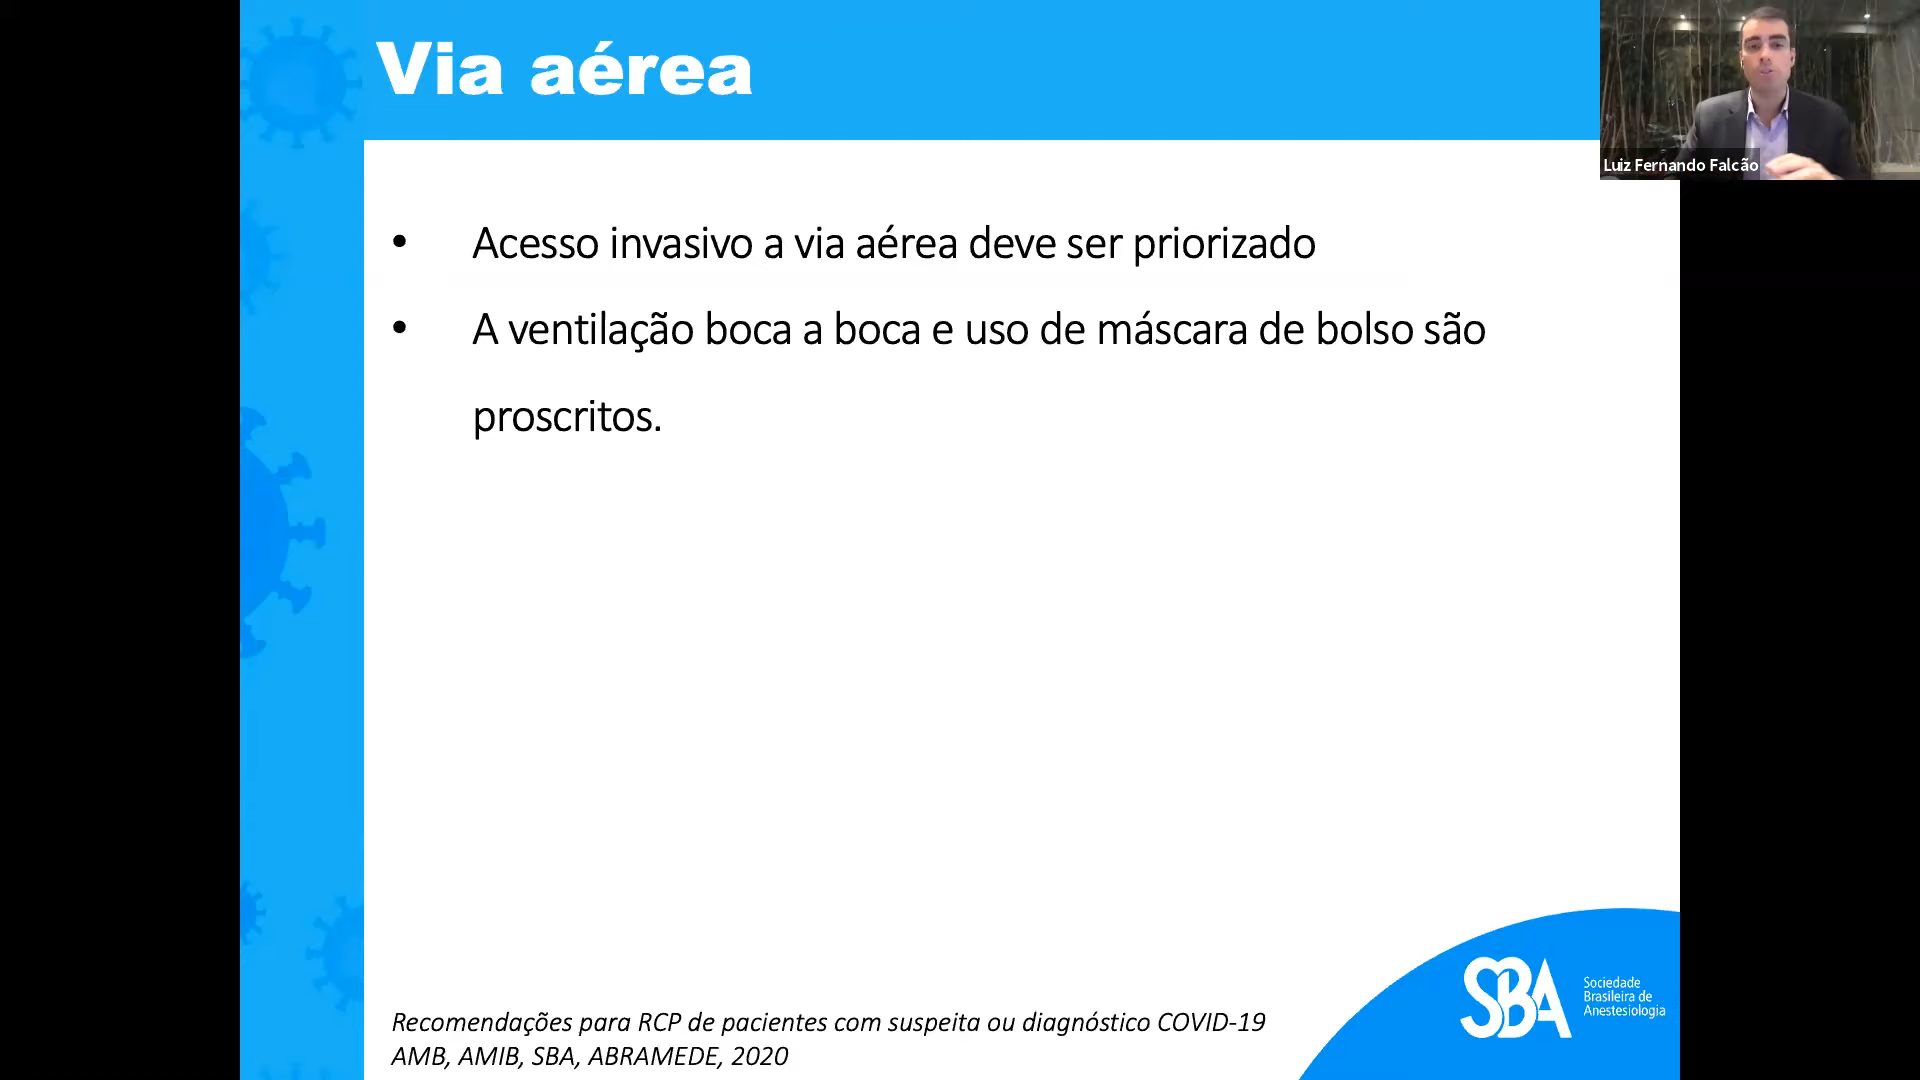 Via aérea
Luiz Fernando Falcão
• Acesso invasivo a via aérea deve ser priorizado
• A ventilação boca a boca e uso de máscara de bolso são
proscritos.
Recomendações para RCP de pacientes com suspeita ou diagnóstico COVID-19
AMB, AMIB, SBA, ABRAMEDE, 2020
SBA
Sociedade
Brasileira de
Anestesiologia